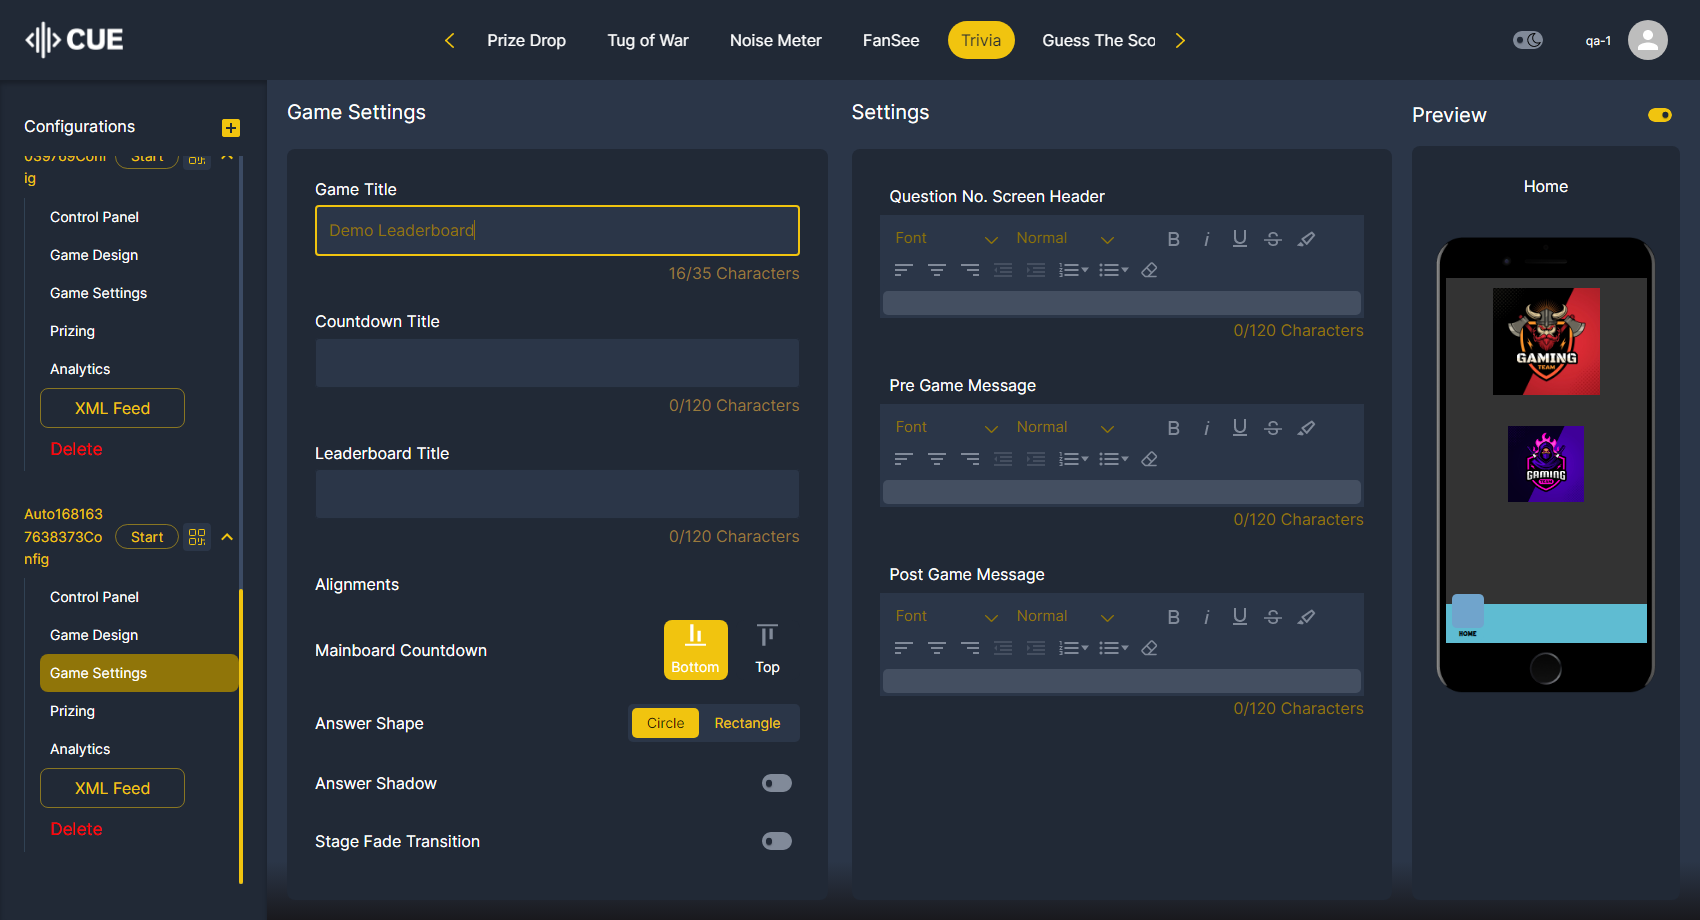 CUE
Prize Drop
Tug of War
Noise Meter
FanSee
Trivia
Guess The Sco
qa-1
Configurations
039769Conf
ig
Start
Control Panel
Game Design
Game Settings
Prizing
Analytics
XML Feed
Delete
Auto168163
7638373Co
nfig
Start
Control Panel
Game Design
Game Settings
Prizing
Analytics
XML Feed
Delete
Game Settings
Game Title
Demo Leaderboard
16/35 Characters
Countdown Title
0/120 Characters
Leaderboard Title
0/120 Characters
Alignments
Mainboard Countdown
Bottom
Top
Answer Shape
Circle
Rectangle
Answer Shadow
Stage Fade Transition
Settings
Question No. Screen Header
Font
Normal
0/120 Characters
Pre Game Message
Font
Normal
0/120 Characters
Post Game Message
Font
Normal
0/120 Characters
Preview
Home
GAMING
TEAM
GAMING
TEAM
HOME